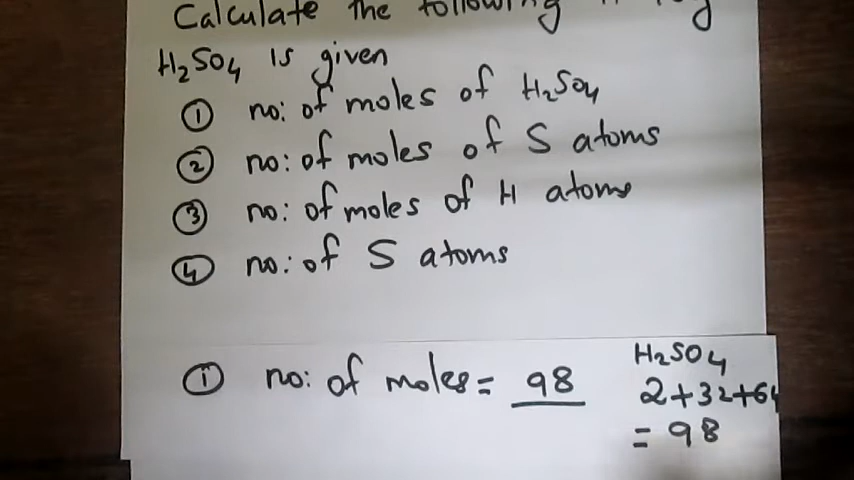 Calculate the following
H₂SO₄ is given
① no: of moles of H₂SO₄
② no: of moles of S atoms
③ no: of moles of H atoms
④ no: of S atoms
① no: of moles = 98
H₂SO₄
2+32+64
= 98